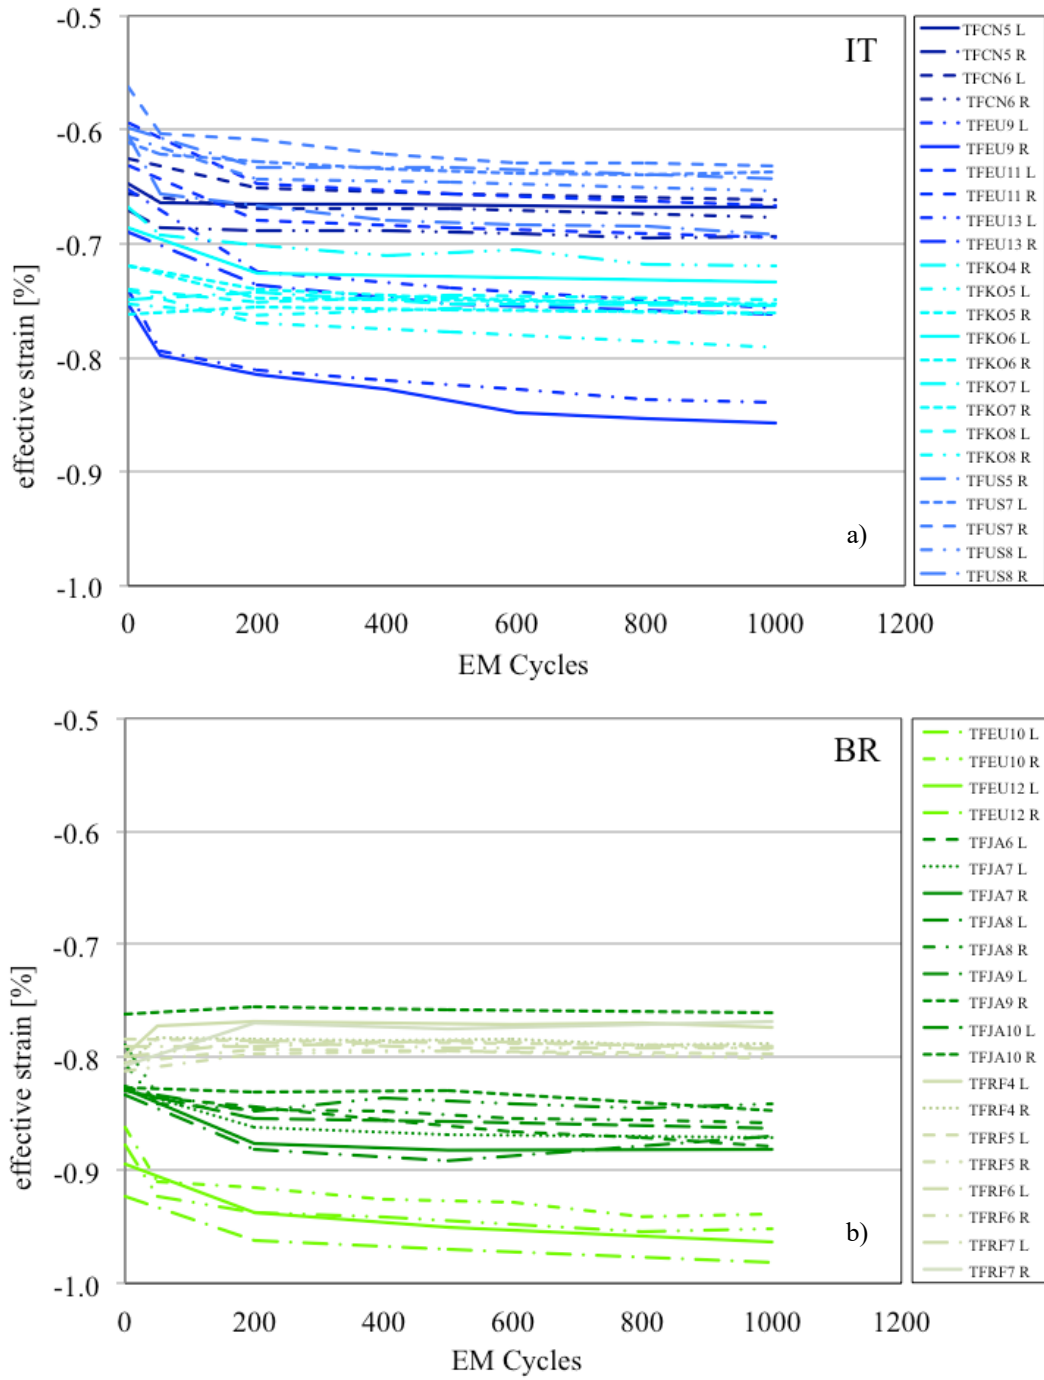 -0.5
-0.6
-0.7
-0.8
-0.9
-1.0
effective strain [%]
IT
a)
0 200 400 600 800 1000 1200
EM Cycles
TFCN5 L
TFCN5 R
TFCN6 L
TFCN6 R
TFEU9 L
TFEU9 R
TFEU11 L
TFEU11 R
TFEU13 L
TFEU13 R
TFKO4 R
TFKO5 L
TFKO5 R
TFKO6 L
TFKO6 R
TFKO7 L
TFKO7 R
TFKO8 L
TFKO8 R
TFUS5 R
TFUS7 L
TFUS7 R
TFUS8 L
TFUS8 R
-0.5
-0.6
-0.7
-0.8
-0.9
-1.0
effective strain [%]
BR
b)
0 200 400 600 800 1000 1200
EM Cycles
TFEU10 L
TFEU10 R
TFEU12 L
TFEU12 R
TFJA6 L
TFJA7 L
TFJA7 R
TFJA8 L
TFJA8 R
TFJA9 L
TFJA9 R
TFJA10 L
TFJA10 R
TFRF4 L
TFRF4 R
TFRF5 L
TFRF5 R
TFRF6 L
TFRF6 R
TFRF7 L
TFRF7 R